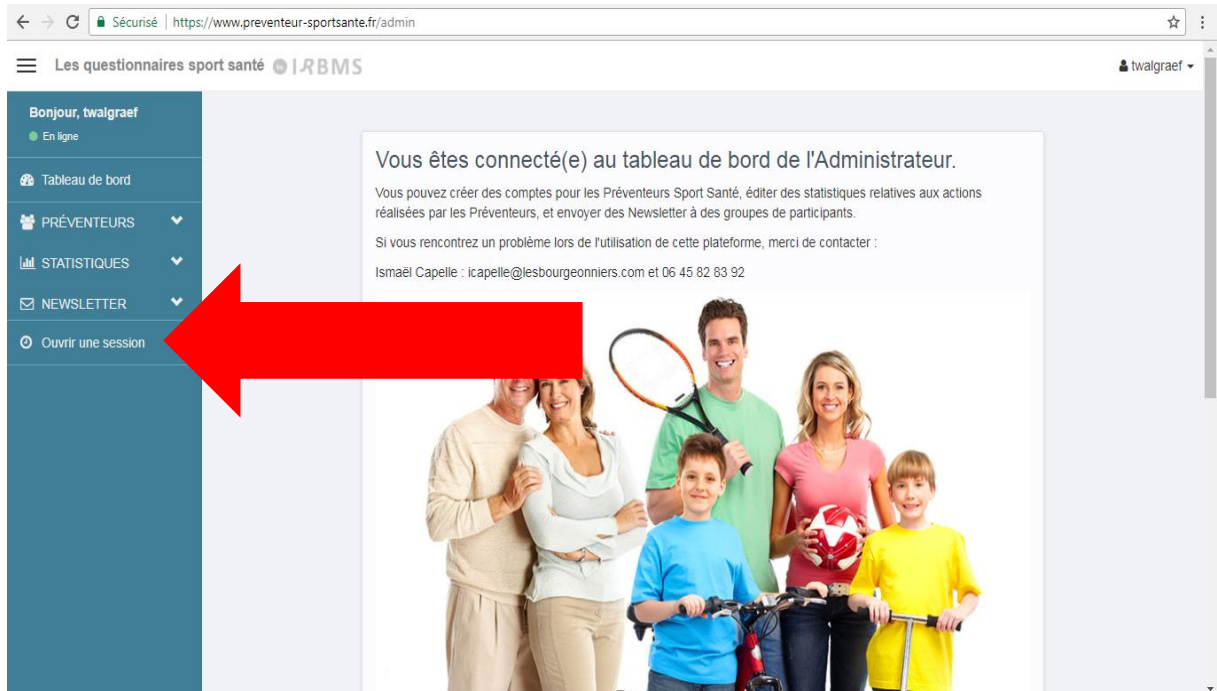 Sécurisé | https://www.preventeur-sportsante.fr/admin
Les questionnaires sport santé IRBMS
twalgraef
Bonjour, twalgraef
En ligne
Tableau de bord
PRÉVENTEURS
STATISTIQUES
NEWSLETTER
Ouvrir une session
Vous êtes connecté(e) au tableau de bord de l'Administrateur.
Vous pouvez créer des comptes pour les Préventeurs Sport Santé, éditer des statistiques relatives aux actions
réalisées par les Préventeurs, et envoyer des Newsletter à des groupes de participants.
Si vous rencontrez un problème lors de l'utilisation de cette plateforme, merci de contacter :
Ismaël Capelle : icapelle@lesbourgeonniers.com et 06 45 82 83 92